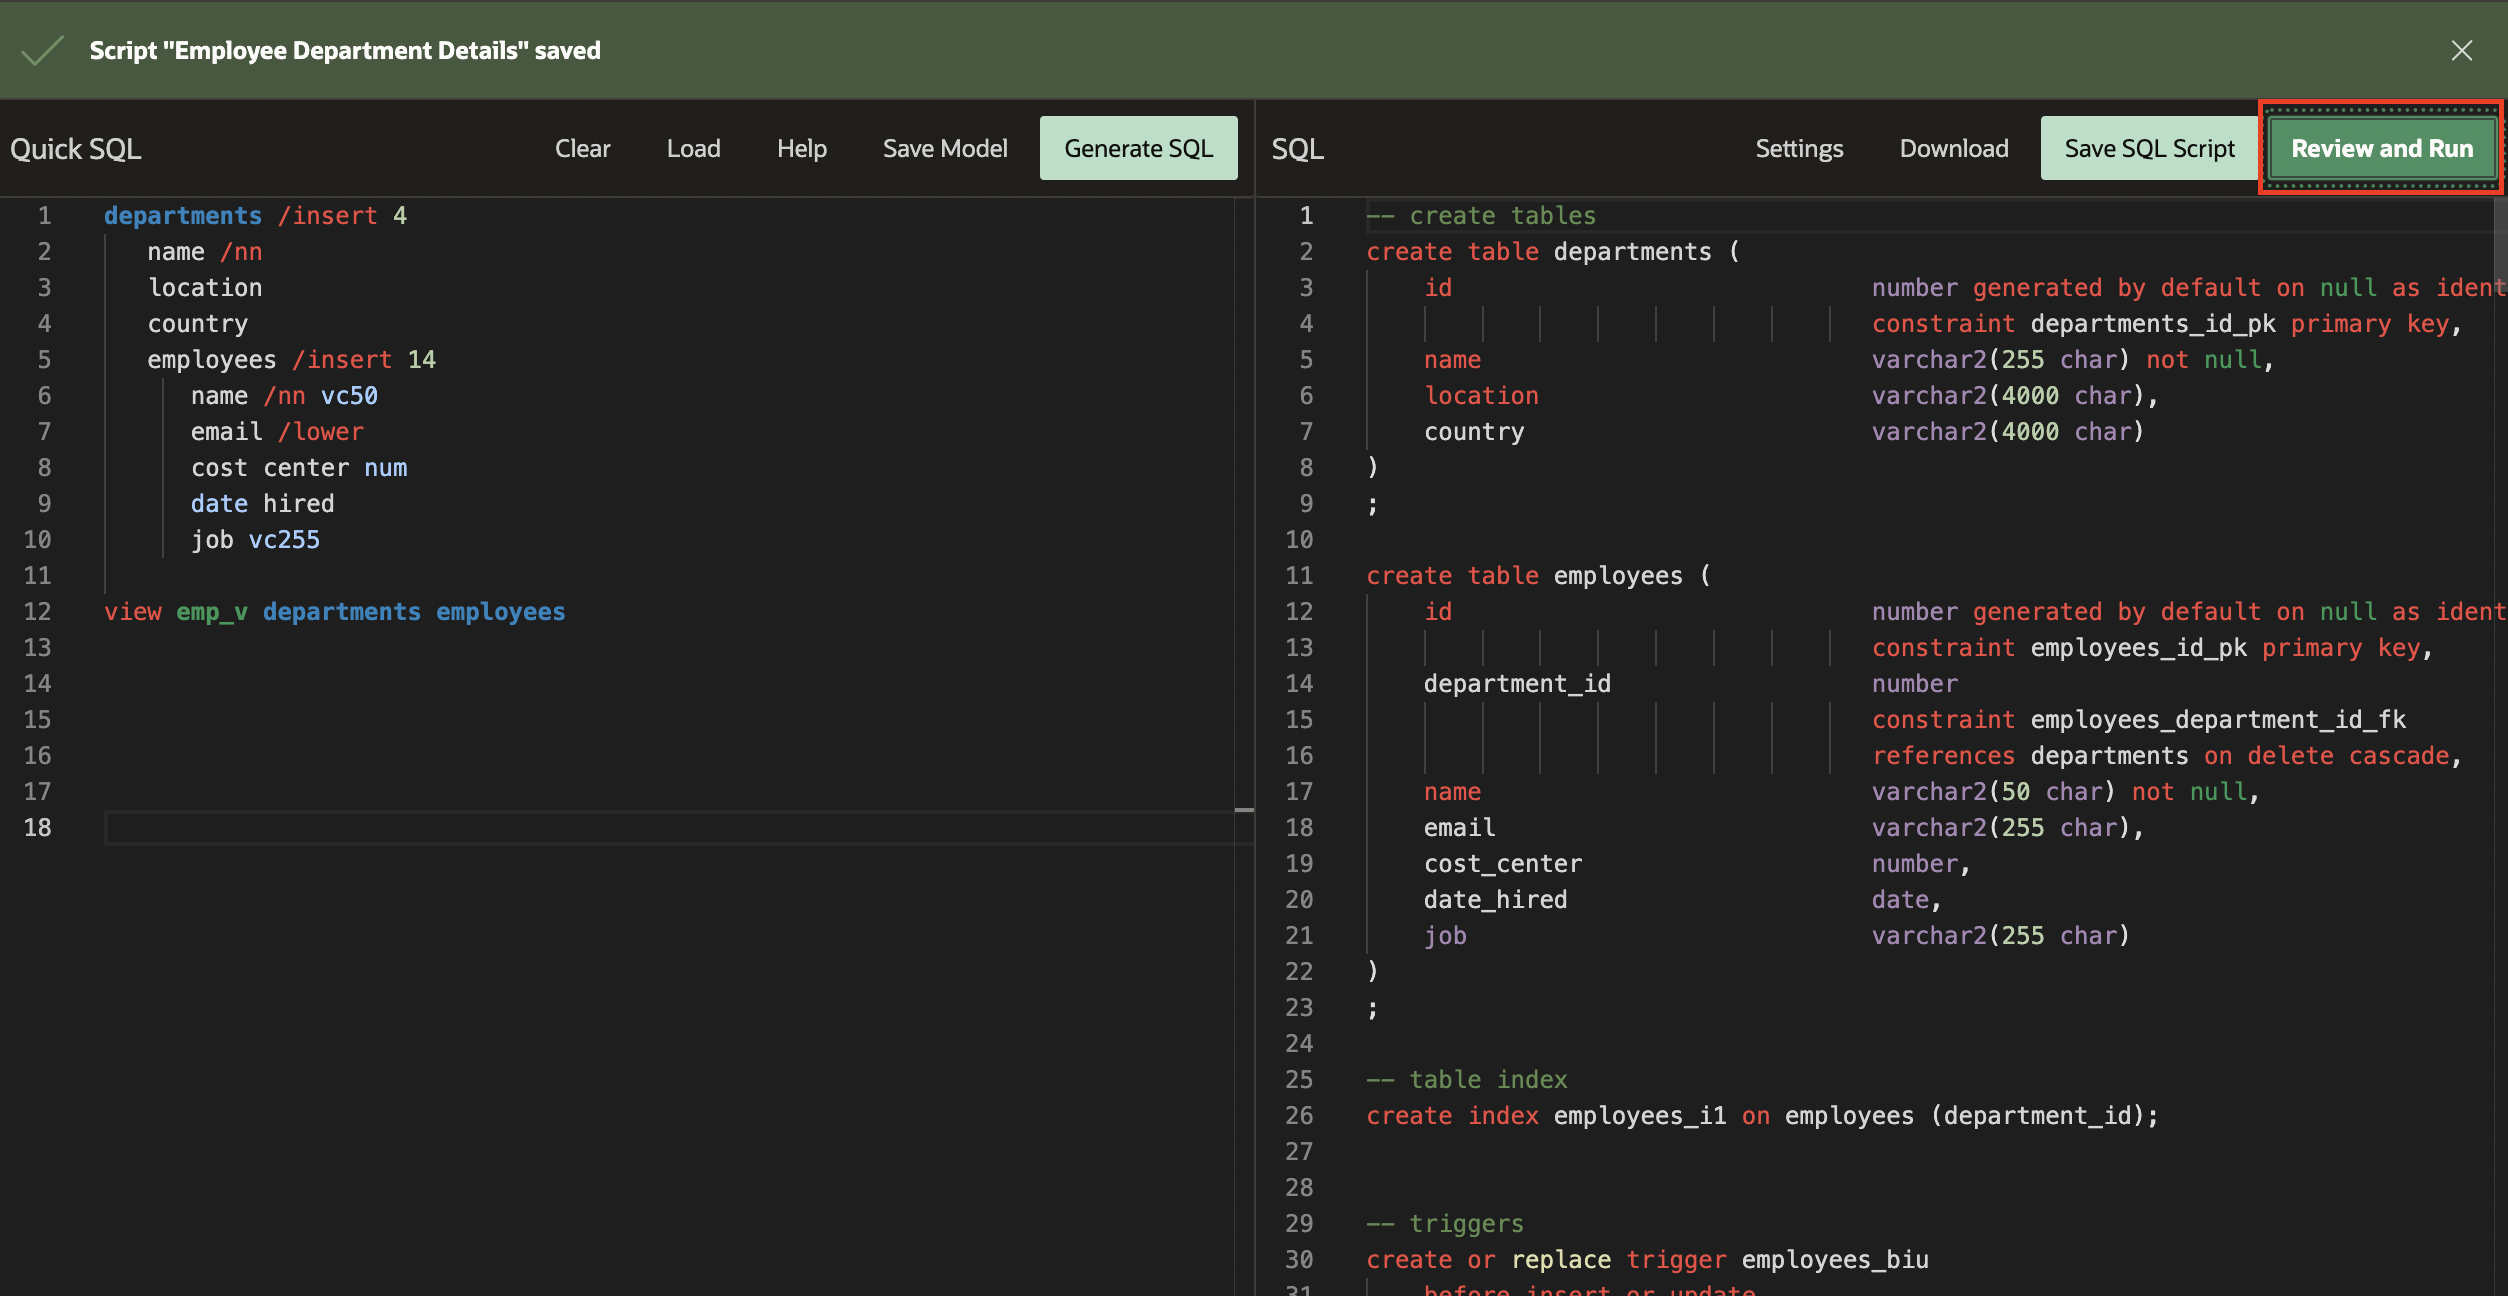 Script "Employee Department Details" saved
Quick SQL
Clear
Load
Help
Save Model
Generate SQL
1 departments /insert 4
2 name /nn
3 location
4 country
5 employees /insert 14
6 name /nn vc50
7 email /lower
8 cost center num
9 date hired
10 job vc255
11
12 view emp_v departments employees
13
14
15
16
17
18
SQL
Settings
Download
Save SQL Script
Review and Run
1 -- create tables
2 create table departments (
3 id number generated by default on null as ident
4 constraint departments_id_pk primary key,
5 name varchar2(255 char) not null,
6 location varchar2(4000 char),
7 country varchar2(4000 char)
8 )
9 ;
10
11 create table employees (
12 id number generated by default on null as ident
13 constraint employees_id_pk primary key,
14 department_id number
15 constraint employees_department_id_fk
16 references departments on delete cascade,
17 name varchar2(50 char) not null,
18 email varchar2(255 char),
19 cost_center number,
20 date_hired date,
21 job varchar2(255 char)
22 )
23 ;
24
25 -- table index
26 create index employees_i1 on employees (department_id);
27
28
29 -- triggers
30 create or replace trigger employees_biu
31 before insert or update